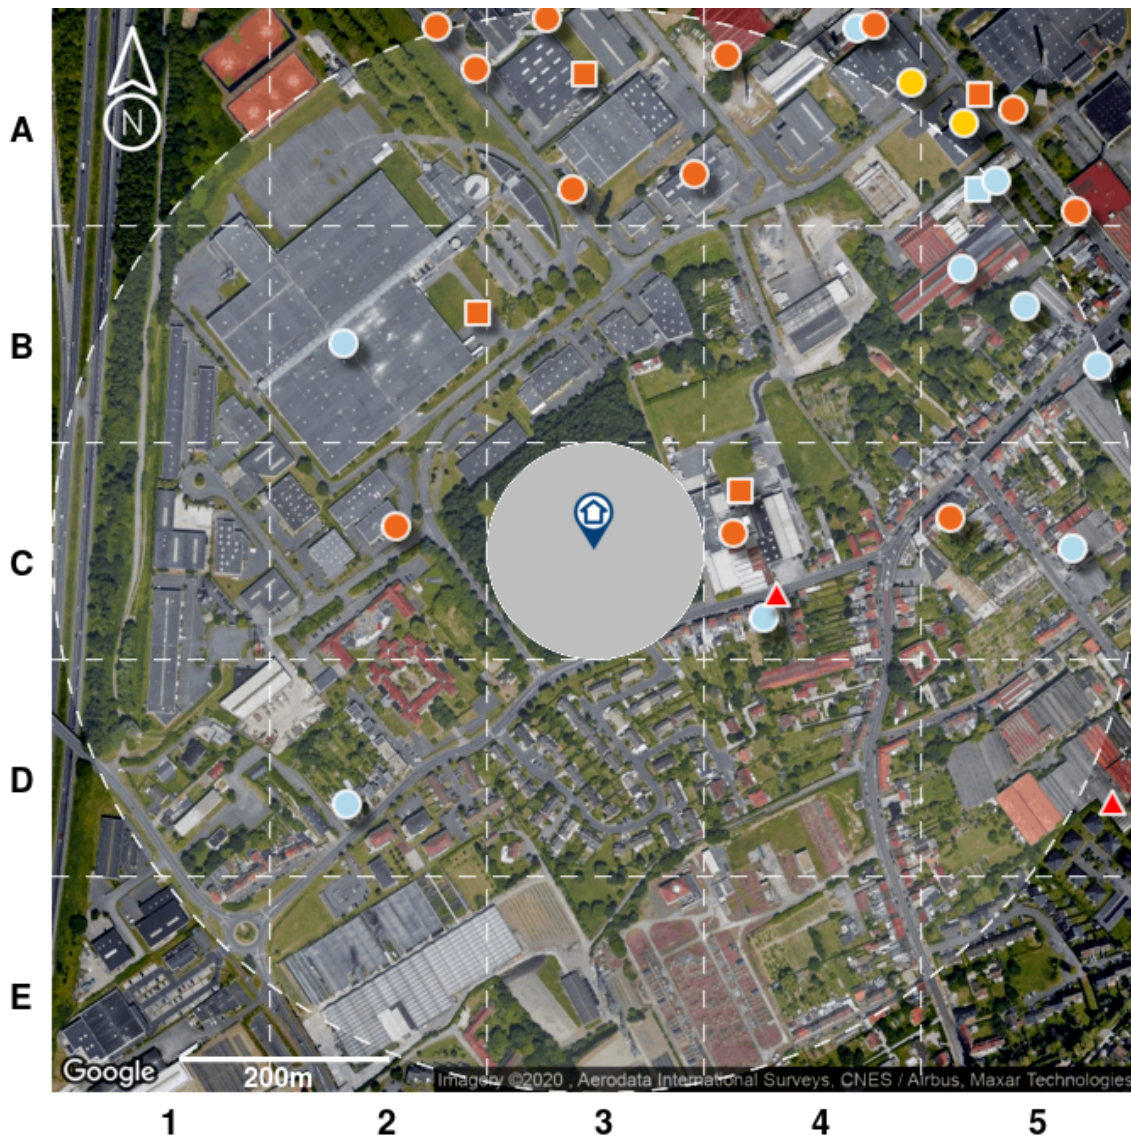 N
A
B
C
D
E
Google
200m
Imagery ©2020 , Aerodata International Surveys, CNES / Airbus, Maxar Technologies
1 2 3 4 5